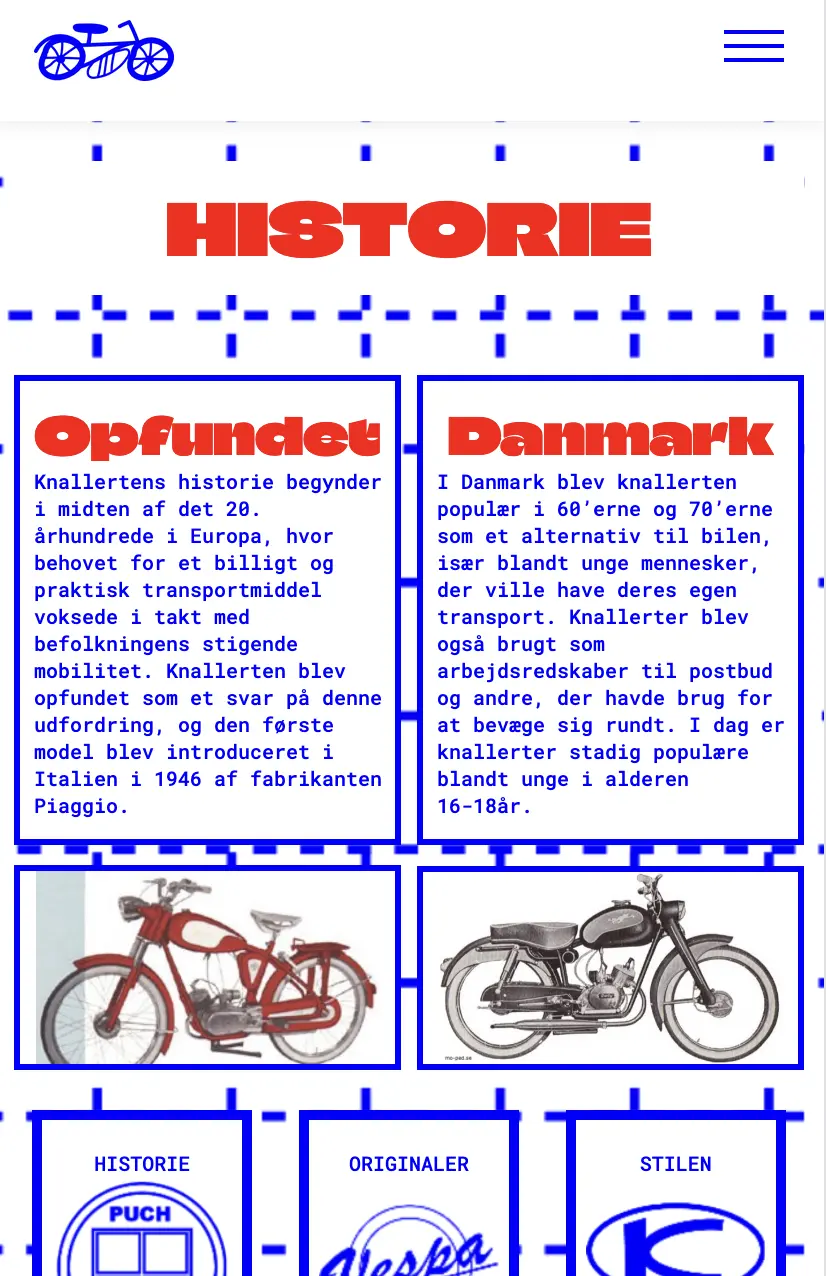 HISTORIE
Opfundet
Knallertens historie begynder
i midten af det 20.
århundrede i Europa, hvor
behovet for et billigt og
praktisk transportmiddel
voksede i takt med
befolkningens stigende
mobilitet. Knallerten blev
opfundet som et svar på denne
udfordring, og den første
model blev introduceret i
Italien i 1946 af fabrikanten
Piaggio.
Danmark
I Danmark blev knallerten
populær i 60’erne og 70’erne
som et alternativ til bilen,
især blandt unge mennesker,
der ville have deres egen
transport. Knallerter blev
også brugt som
arbejdsredskaber til postbud
og andre, der havde brug for
at bevæge sig rundt. I dag er
knallerter stadig populære
blandt unge i alderen
16-18år.
mo-ped.se
HISTORIE
PUCH
ORIGINALER
Vespa
STILEN
K